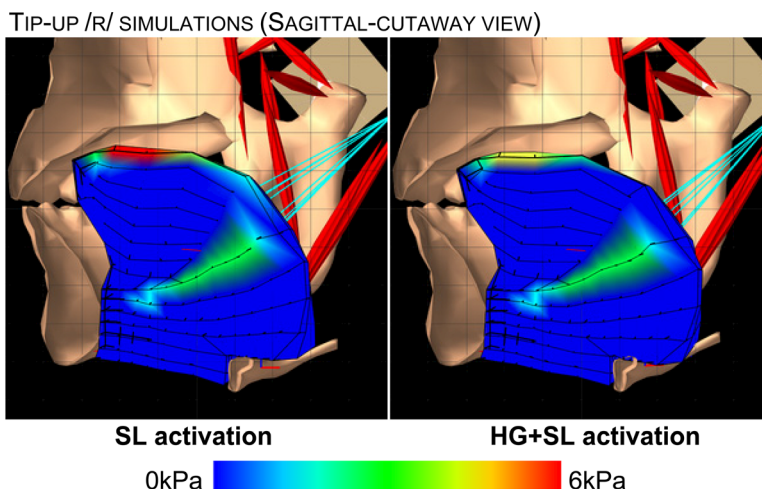 TIP-UP /R/ SIMULATIONS (SAGITTAL-CUTAWAY VIEW)
SL activation
HG+SL activation
0kPa
6kPa